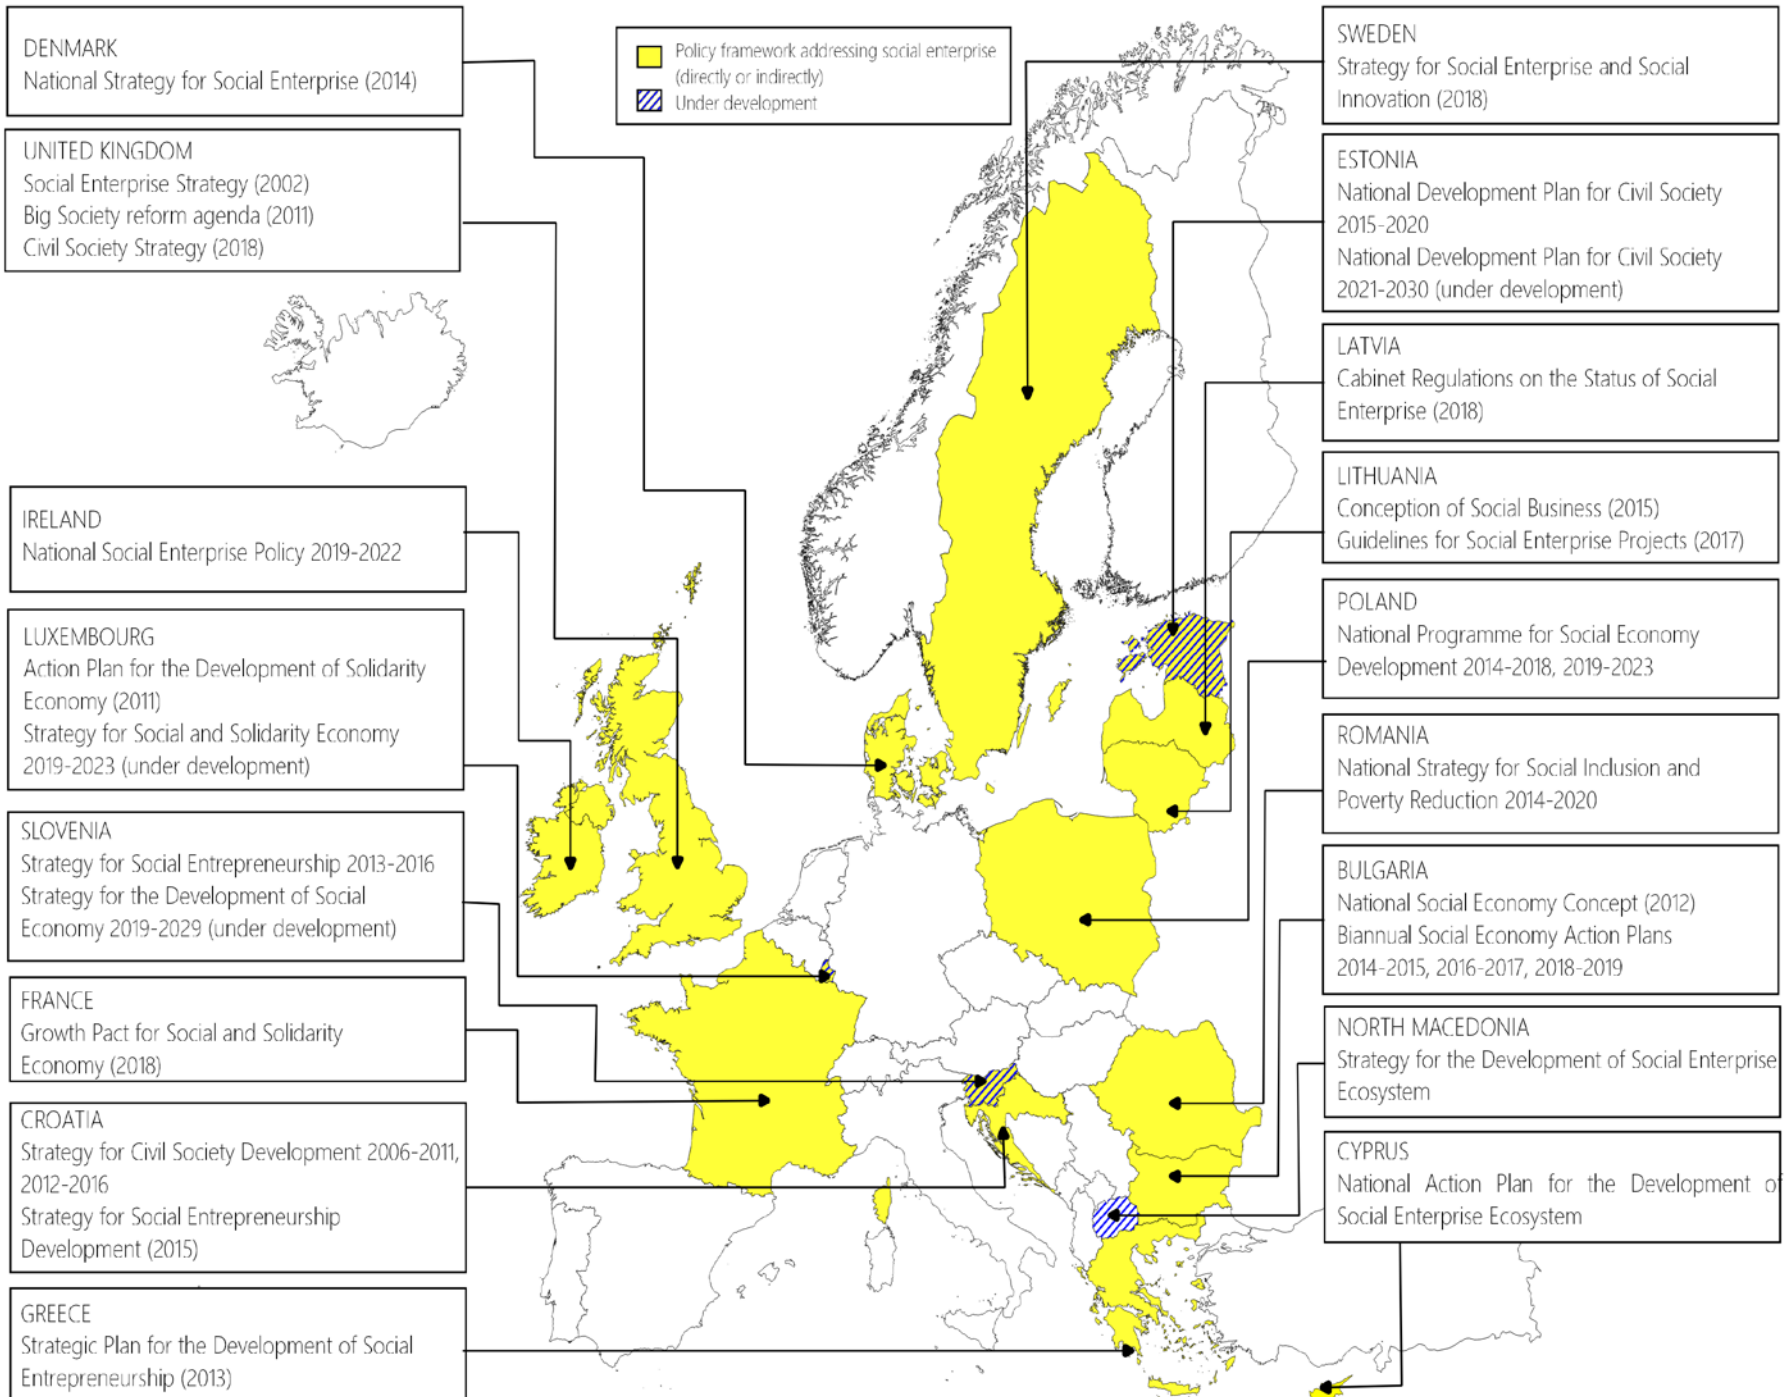 DENMARK
National Strategy for Social Enterprise (2014)
UNITED KINGDOM
Social Enterprise Strategy (2002)
Big Society reform agenda (2011)
Civil Society Strategy (2018)
IRELAND
National Social Enterprise Policy 2019-2022
LUXEMBOURG
Action Plan for the Development of Solidarity
Economy (2011)
Strategy for Social and Solidarity Economy
2019-2023 (under development)
SLOVENIA
Strategy for Social Entrepreneurship 2013-2016
Strategy for the Development of Social
Economy 2019-2029 (under development)
FRANCE
Growth Pact for Social and Solidarity
Economy (2018)
CROATIA
Strategy for Civil Society Development 2006-2011,
2012-2016
Strategy for Social Entrepreneurship
Development (2015)
GREECE
Strategic Plan for the Development of Social
Entrepreneurship (2013)
Policy framework addressing social enterprise
(directly or indirectly)
Under development
SWEDEN
Strategy for Social Enterprise and Social
Innovation (2018)
ESTONIA
National Development Plan for Civil Society
2015-2020
National Development Plan for Civil Society
2021-2030 (under development)
LATVIA
Cabinet Regulations on the Status of Social
Enterprise (2018)
LITHUANIA
Conception of Social Business (2015)
Guidelines for Social Enterprise Projects (2017)
POLAND
National Programme for Social Economy
Development 2014-2018, 2019-2023
ROMANIA
National Strategy for Social Inclusion and
Poverty Reduction 2014-2020
BULGARIA
National Social Economy Concept (2012)
Biannual Social Economy Action Plans
2014-2015, 2016-2017, 2018-2019
NORTH MACEDONIA
Strategy for the Development of Social Enterprise
Ecosystem
CYPRUS
National Action Plan for the Development of
Social Enterprise Ecosystem